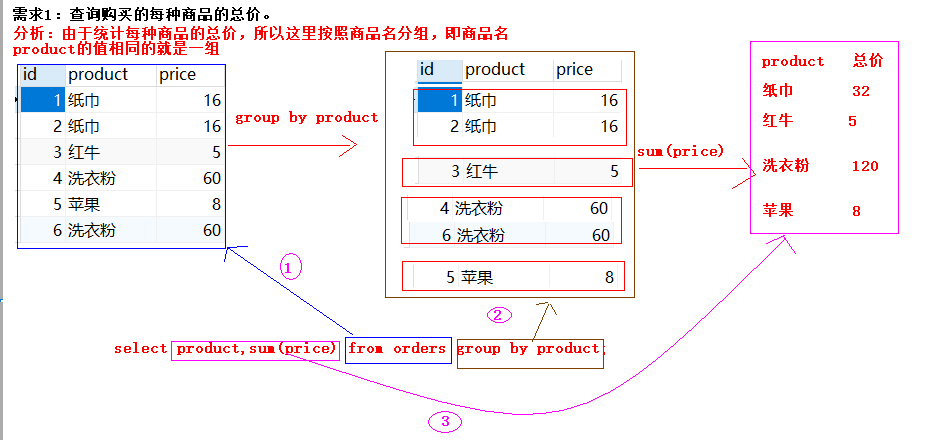 需求1：查询购买的每种商品的总价。
分析：由于统计每种商品的总价，所以这里按照商品名分组，即商品名
product的值相同的就是一组
id product price
1 纸巾 16
2 纸巾 16
3 红牛 5
4 洗衣粉 60
5 苹果 8
6 洗衣粉 60
group by product
id product price
1 纸巾 16
2 纸巾 16
3 红牛 5
4 洗衣粉 60
6 洗衣粉 60
5 苹果 8
sum(price)
product 总价
纸巾 32
红牛 5
洗衣粉 120
苹果 8
①
②
select product,sum(price) from orders group by product;
③